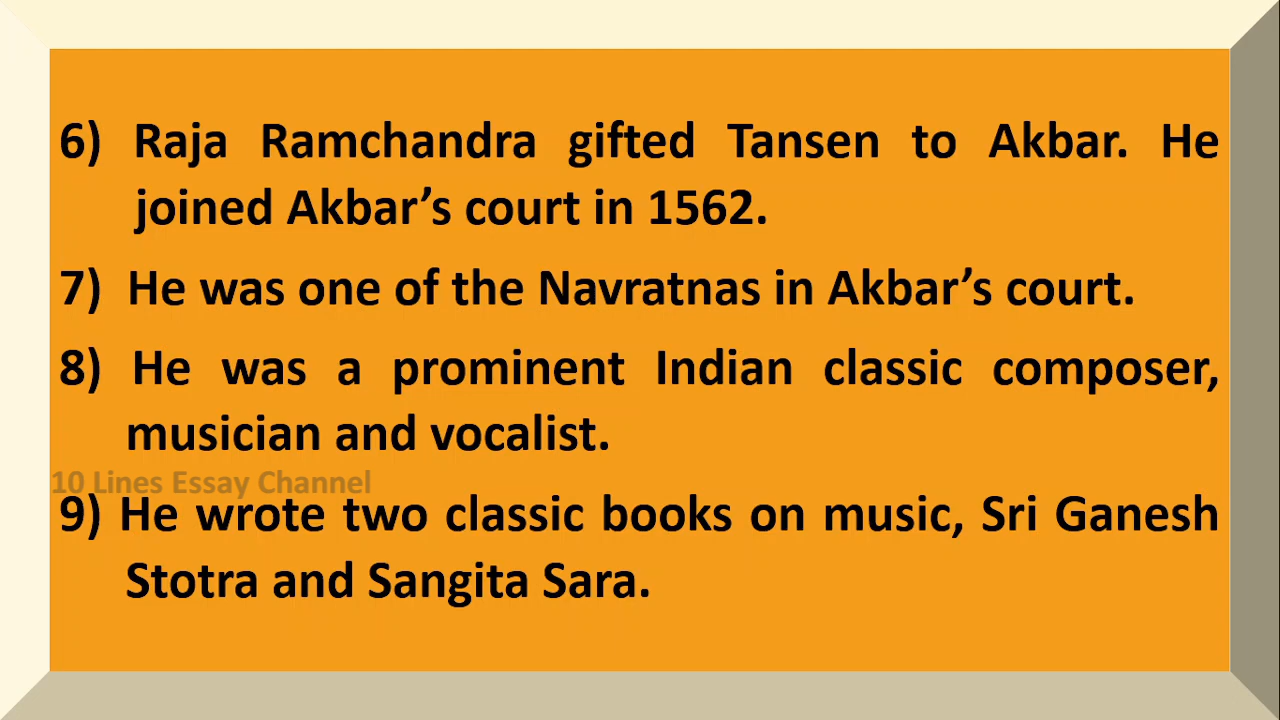 6) Raja Ramchandra gifted Tansen to Akbar. He
joined Akbar’s court in 1562.
7) He was one of the Navratnas in Akbar’s court.
8) He was a prominent Indian classic composer,
musician and vocalist.
10 Lines Essay Channel
9) He wrote two classic books on music, Sri Ganesh
Stotra and Sangita Sara.